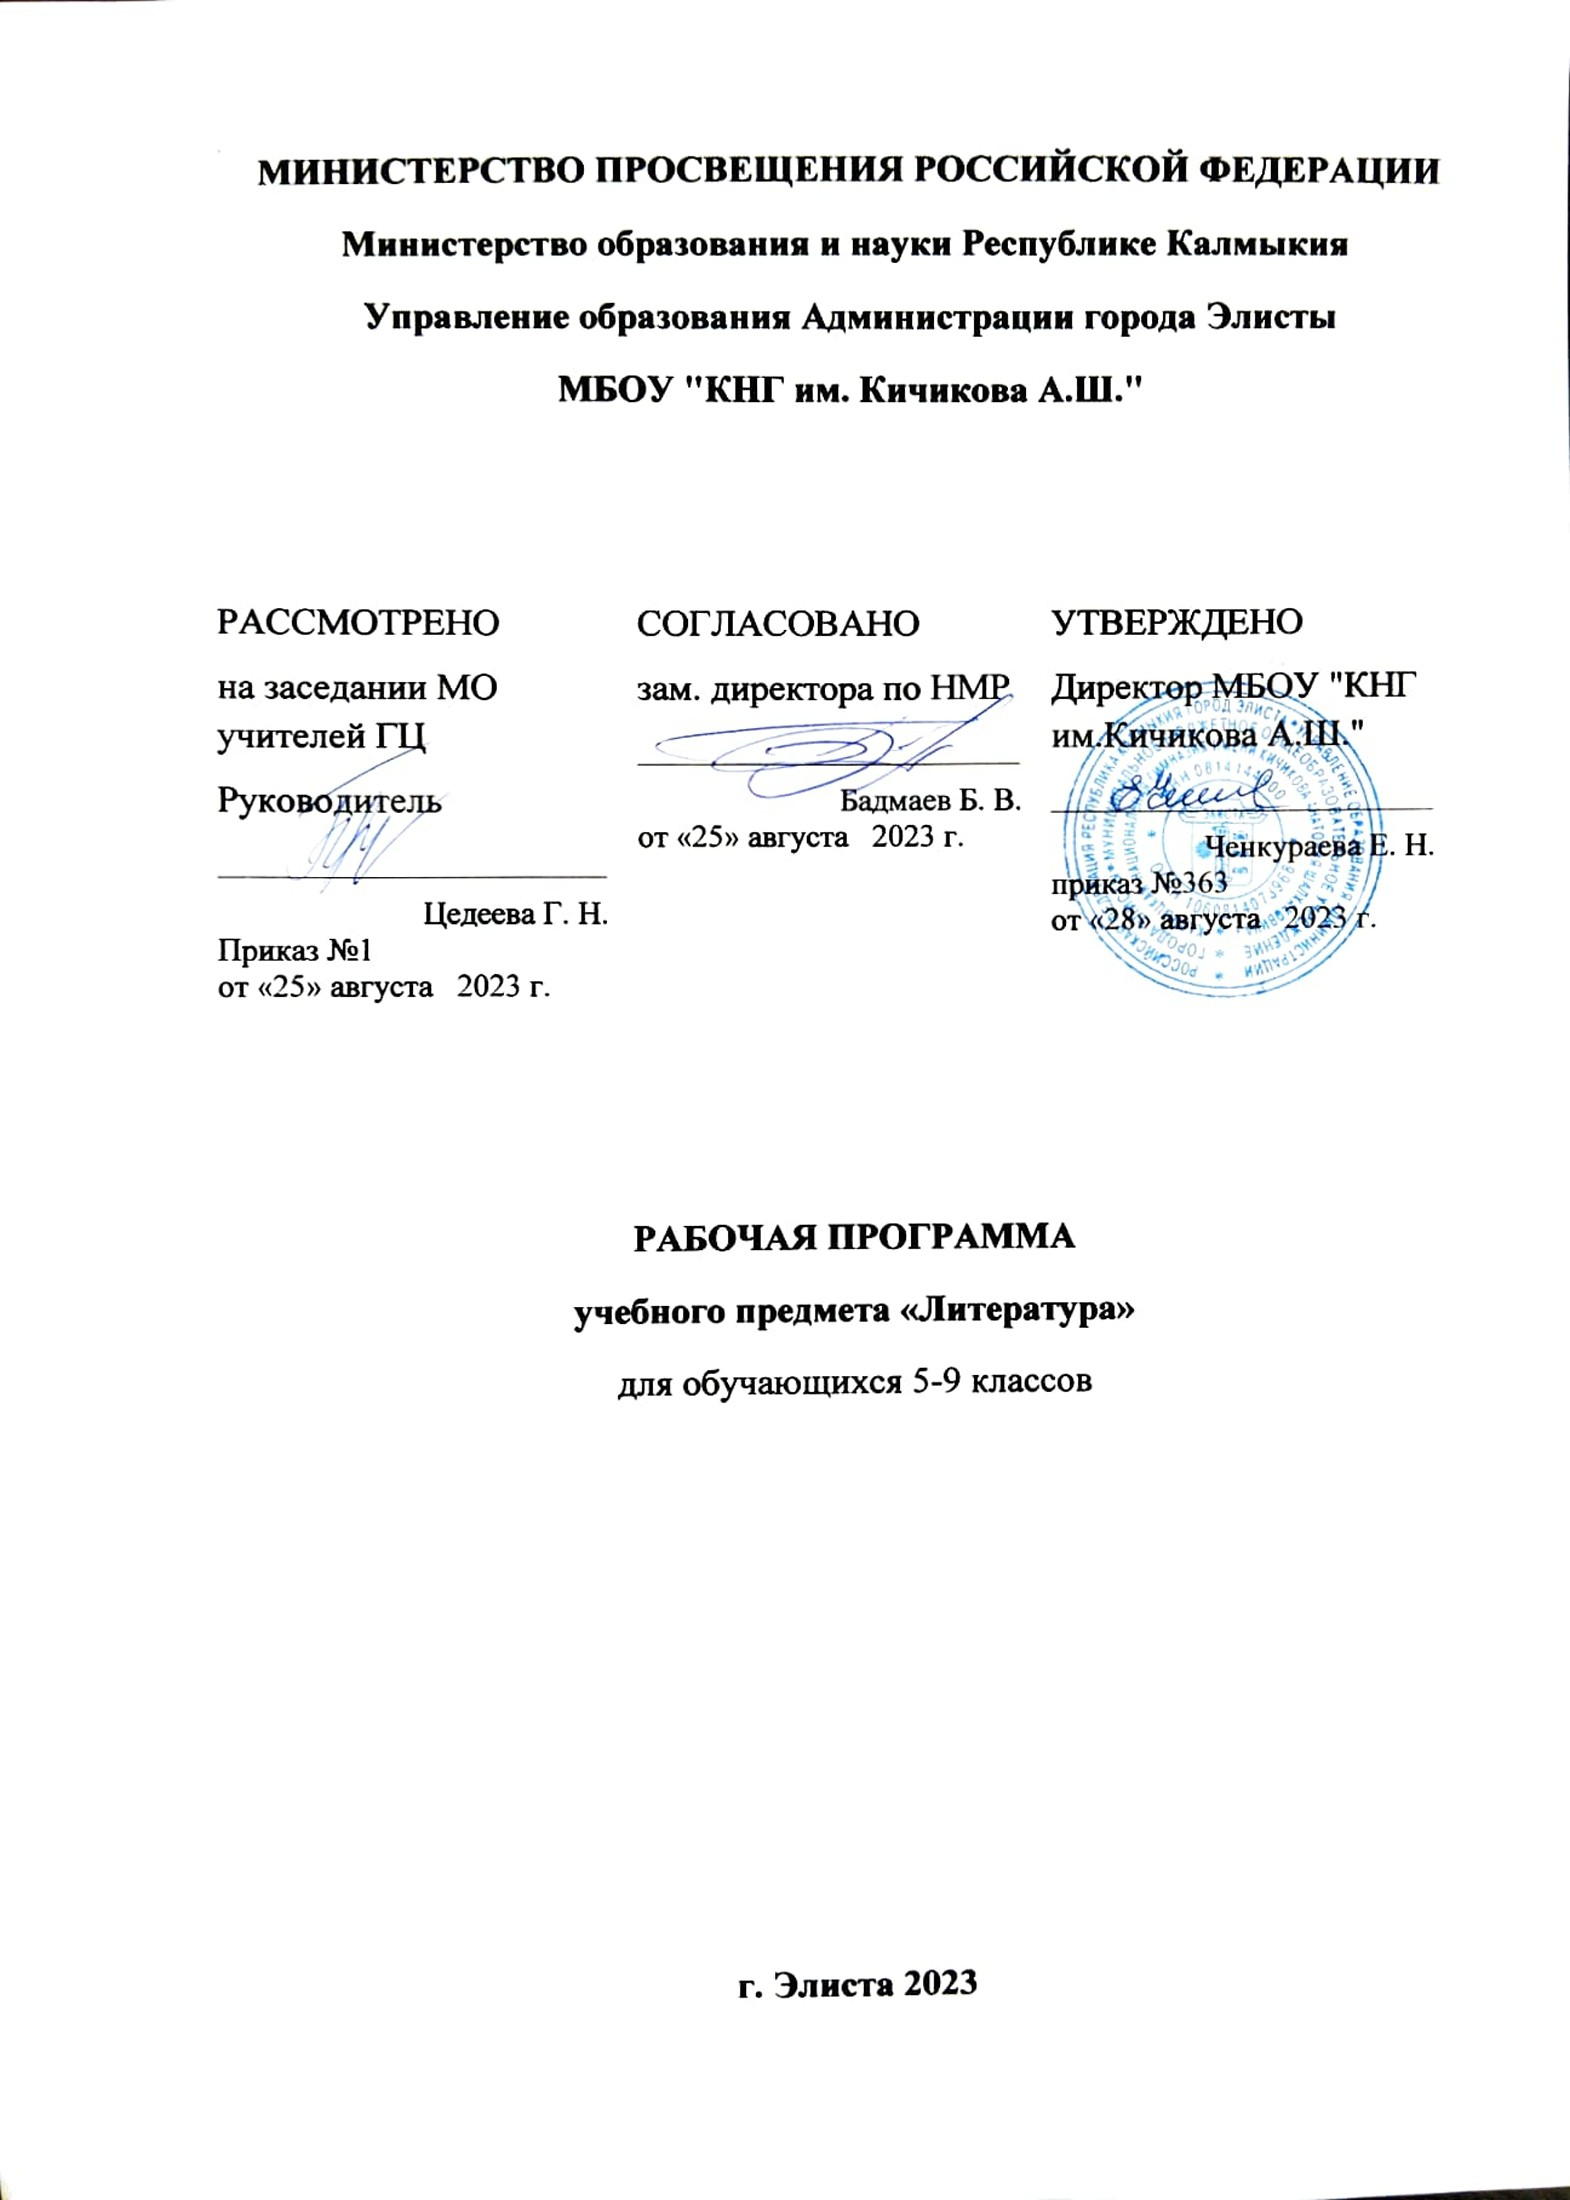 МИНИСТЕРСТВО ПРОСВЕЩЕНИЯ РОССИЙСКОЙ ФЕДЕРАЦИИ
Министерство образования и науки Республике Калмыкия
Управление образования Администрации города Элисты
МБОУ "КНГ им. Кичикова А.Ш."
РАССМОТРЕНО
на заседании МО
учителей ГЦ
Руководитель
Цедеева Г. Н.
Приказ №1
от «25» августа 2023 г.
СОГЛАСОВАНО
зам. директора по НМР
Бадмаев Б. В.
от «25» августа 2023 г.
УТВЕРЖДЕНО
Директор МБОУ "КНГ
им.Кичикова А.Ш."
Ченкураева Е. Н.
приказ №363
от «28» августа 2023 г.
РАБОЧАЯ ПРОГРАММА
учебного предмета «Литература»
для обучающихся 5-9 классов
г. Элиста 2023